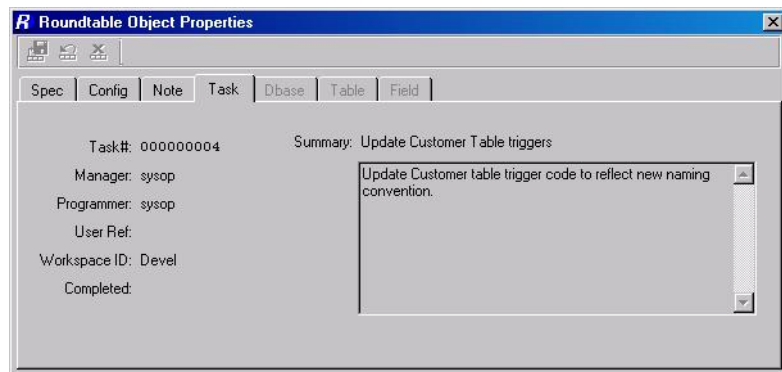 Roundtable Object Properties
Spec Config Note Task Dbase Table Field
Task#: 000000004 Summary: Update Customer Table triggers
Manager: sysop Update Customer table trigger code to reflect new naming
convention.
Programmer: sysop
User Ref:
Workspace ID: Devel
Completed: